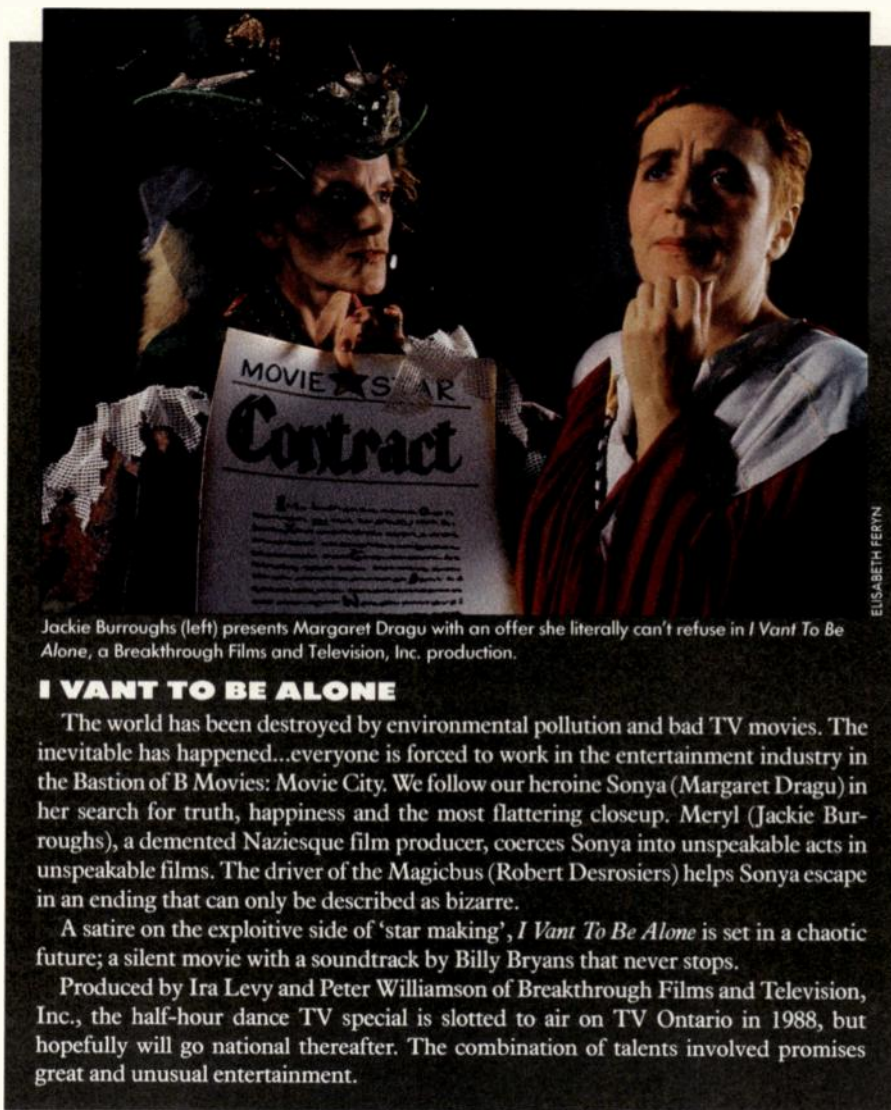 MOVIE STAR
Contract
ELISABETH FERYN
Jackie Burroughs (left) presents Margaret Dragu with an offer she literally can't refuse in I Vant To Be
Alone, a Breakthrough Films and Television, Inc. production.
I VANT TO BE ALONE
The world has been destroyed by environmental pollution and bad TV movies. The
inevitable has happened...everyone is forced to work in the entertainment industry in
the Bastion of B Movies: Movie City. We follow our heroine Sonya (Margaret Dragu) in
her search for truth, happiness and the most flattering closeup. Meryl (Jackie Bur-
roughs), a demented Naziesque film producer, coerces Sonya into unspeakable acts in
unspeakable films. The driver of the Magicbus (Robert Desrosiers) helps Sonya escape
in an ending that can only be described as bizarre.
A satire on the exploitive side of 'star making', I Vant To Be Alone is set in a chaotic
future; a silent movie with a soundtrack by Billy Bryans that never stops.
Produced by Ira Levy and Peter Williamson of Breakthrough Films and Television,
Inc., the half-hour dance TV special is slotted to air on TV Ontario in 1988, but
hopefully will go national thereafter. The combination of talents involved promises
great and unusual entertainment.